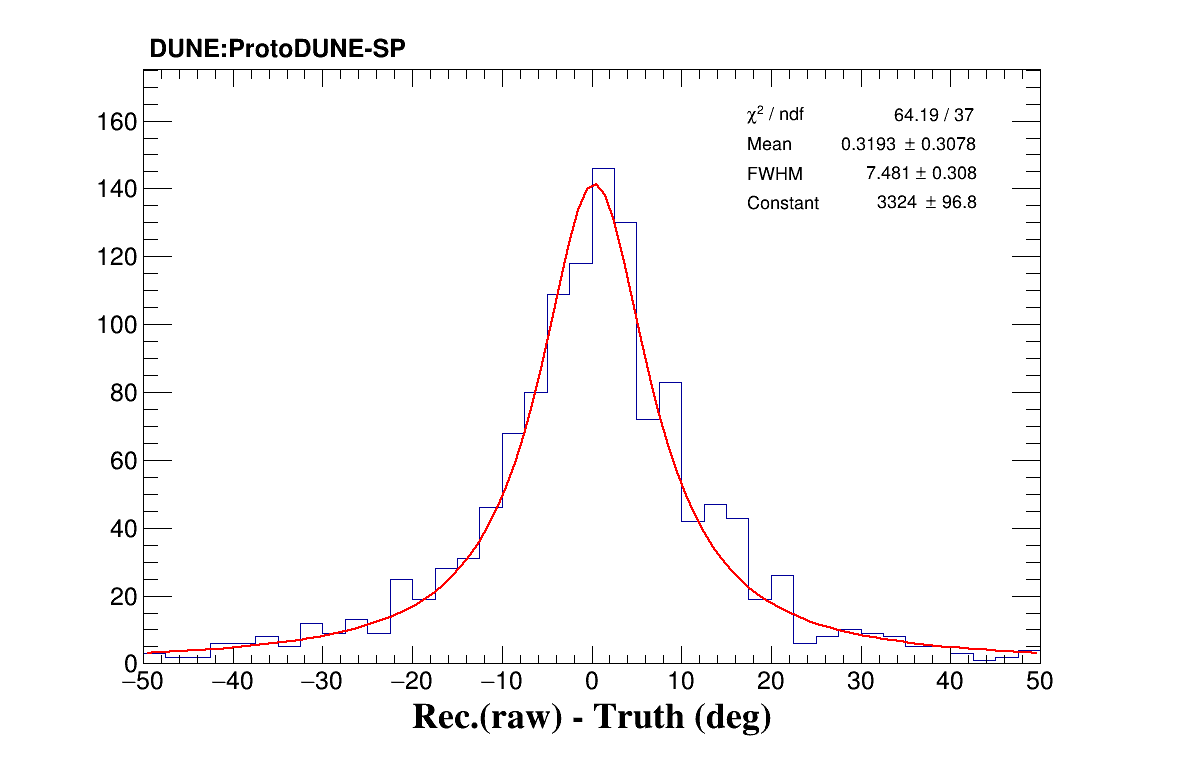 DUNE:ProtoDUNE-SP
χ² / ndf 64.19 / 37
Mean 0.3193 ± 0.3078
FWHM 7.481 ± 0.308
Constant 3324 ± 96.8
160
140
120
100
80
60
40
20
0
−50 −40 −30 −20 −10 0 10 20 30 40 50
Rec.(raw) - Truth (deg)